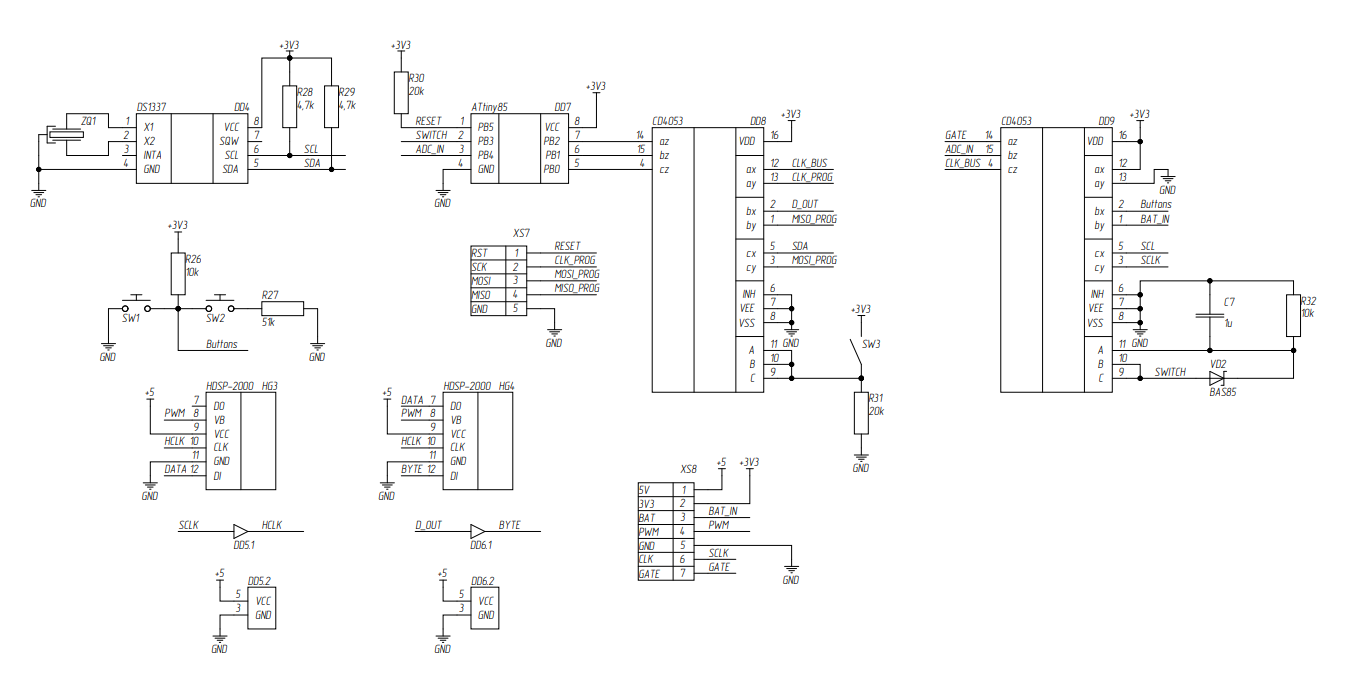 +3V3
DS1337 DD4
ZQ1
1 X1 VCC 8
2 X2 SQW 7
3 INTA SCL 6 SCL
4 GND SDA 5 SDA
R28
4,7k
R29
4,7k
GND
+3V3
R30
20k
ATtiny85 DD7
+3V3
RESET 1 PB5 VCC 8
SWITCH 2 PB3 PB2 7
ADC_IN 3 PB4 PB1 6
4 GND PB0 5
GND
CD4053 DD8
+3V3
14 az VDD 16
15 bz
4 cz
ax 12 CLK_BUS
ay 13 CLK_PROG
bx 2 D_OUT
by 1 MISO_PROG
cx 5 SDA
cy 3 MOSI_PROG
INH 6
VEE 7
VSS 8
GND
A 11
B 10
C 9
+3V3
SW3
R31
20k
GND
CD4053 DD9
+3V3
GATE 14 az VDD 16
ADC_IN 15 bz
CLK_BUS 4 cz
ax 12
ay 13
GND
bx 2 Buttons
by 1 BAT_IN
cx 5 SCL
cy 3 SCLK
INH 6
VEE 7
VSS 8
GND
A 11
B 10
C 9
SWITCH
C7
1u
R32
10k
VD2
BAS85
+3V3
R26
10k
SW1
SW2
R27
51k
GND
GND
Buttons
XS7
RST 1 RESET
SCK 2 CLK_PROG
MOSI 3 MOSI_PROG
MISO 4 MISO_PROG
GND 5
GND
HDSP-2000 HG3
+5
7 DO
PWM 8 VB
9 VCC
HCLK 10 CLK
11 GND
DATA 12 DI
GND
HDSP-2000 HG4
+5
DATA 7 DO
PWM 8 VB
9 VCC
HCLK 10 CLK
11 GND
BYTE 12 DI
GND
SCLK HCLK
DD5.1
D_OUT BYTE
DD6.1
+5 DD5.2
5 VCC
3 GND
GND
+5 DD6.2
5 VCC
3 GND
GND
XS8
+5 +3V3
5V 1
3V3 2
BAT 3 BAT_IN
PWM 4 PWM
GND 5
CLK 6 SCLK
GATE 7 GATE
GND